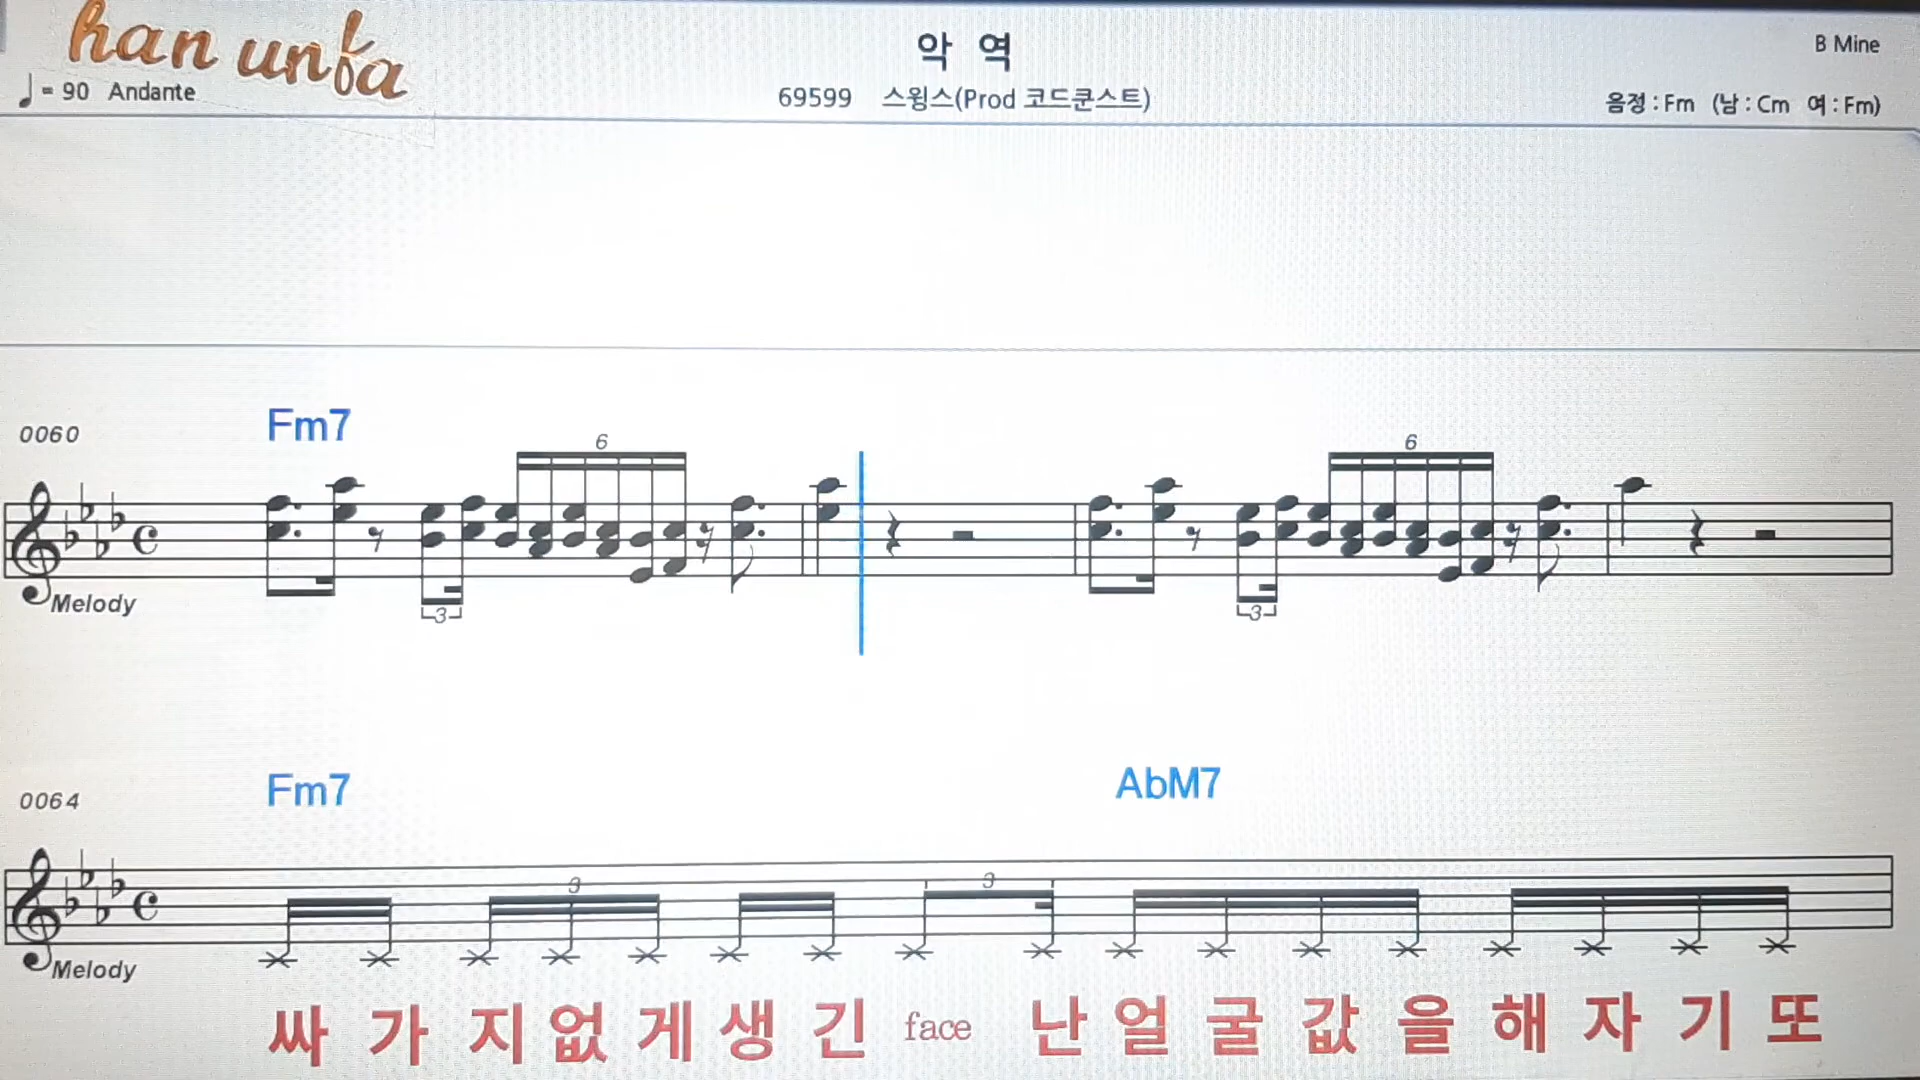 han unba
악 역
B Mine
♩= 90 Andante
69599 스윙스(Prod 코드쿤스트)
음정 : Fm (남 : Cm 여 : Fm)
Fm7
0060
6 6
Melody
3 3
Fm7 AbM7
0064
3 3
Melody
싸 가 지 없 게 생 긴 face 난 얼 굴 값 을 해 자 기 또